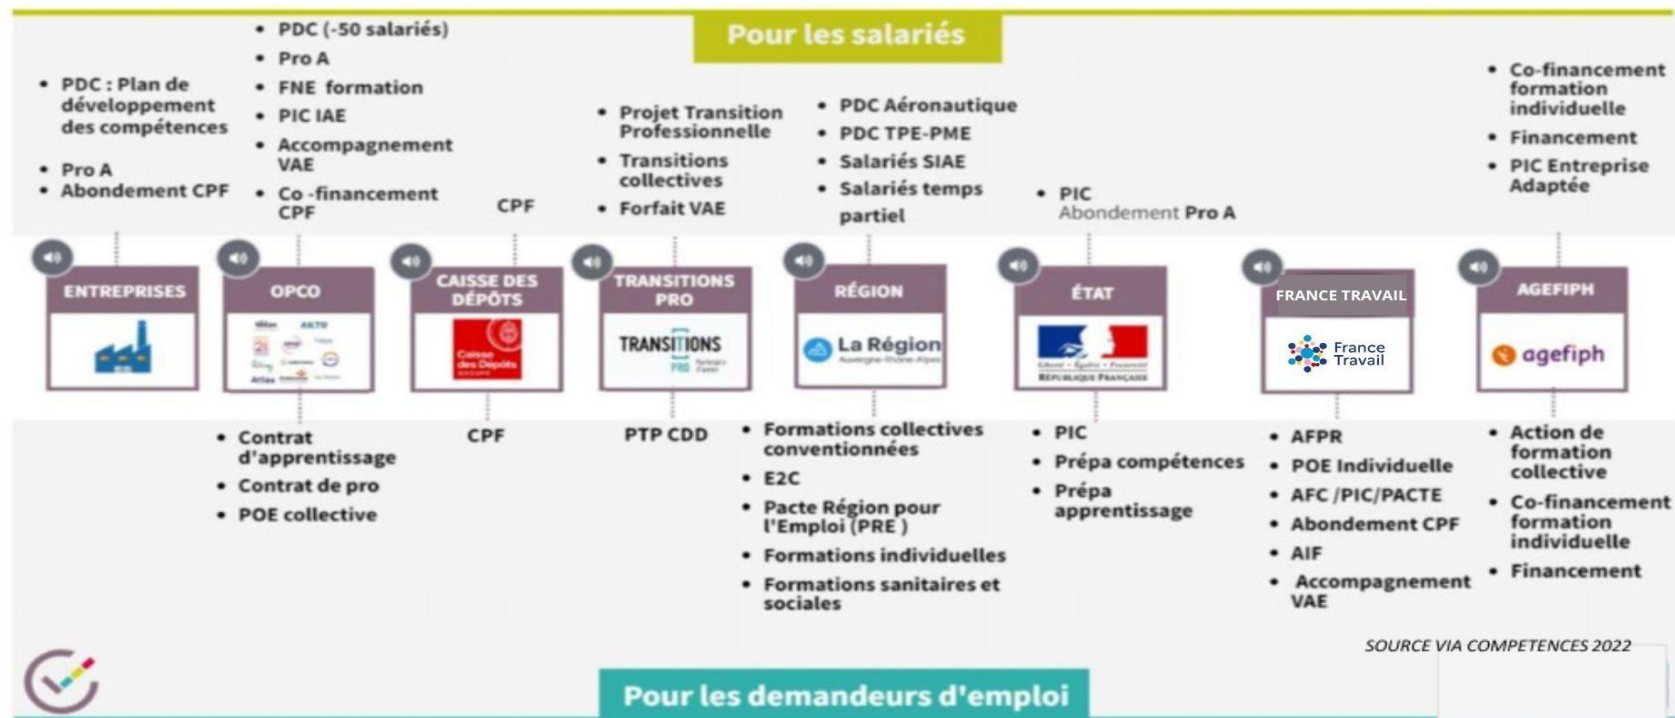 Pour les salariés
• PDC : Plan de
développement
des compétences
• Pro A
• Abondement CPF
• PDC (-50 salariés)
• Pro A
• FNE formation
• PIC IAE
• Accompagnement
VAE
• Co -financement
CPF
CPF
• Projet Transition
Professionnelle
• Transitions
collectives
• Forfait VAE
• PDC Aéronautique
• PDC TPE-PME
• Salariés SIAE
• Salariés temps
partiel
• PIC
Abondement Pro A
• Co-financement
formation
individuelle
• Financement
• PIC Entreprise
Adaptée
ENTREPRISES
OPCO
AKTO
Atlas
CAISSE DES
DÉPÔTS
Caisse
des Dépôts
GROUPE
TRANSITIONS
PRO
TRANSITIONS
PRO
RÉGION
La Région
Auvergne-Rhône-Alpes
ÉTAT
Liberté • Égalité • Fraternité
RÉPUBLIQUE FRANÇAISE
FRANCE TRAVAIL
France
Travail
AGEFIPH
agefiph
• Contrat
d'apprentissage
• Contrat de pro
• POE collective
CPF
PTP CDD
• Formations collectives
conventionnées
• E2C
• Pacte Région pour
l'Emploi (PRE )
• Formations individuelles
• Formations sanitaires et
sociales
• PIC
• Prépa compétences
• Prépa
apprentissage
• AFPR
• POE Individuelle
• AFC /PIC/PACTE
• Abondement CPF
• AIF
• Accompagnement
VAE
• Action de
formation
collective
• Co-financement
formation
individuelle
• Financement
SOURCE VIA COMPETENCES 2022
Pour les demandeurs d'emploi